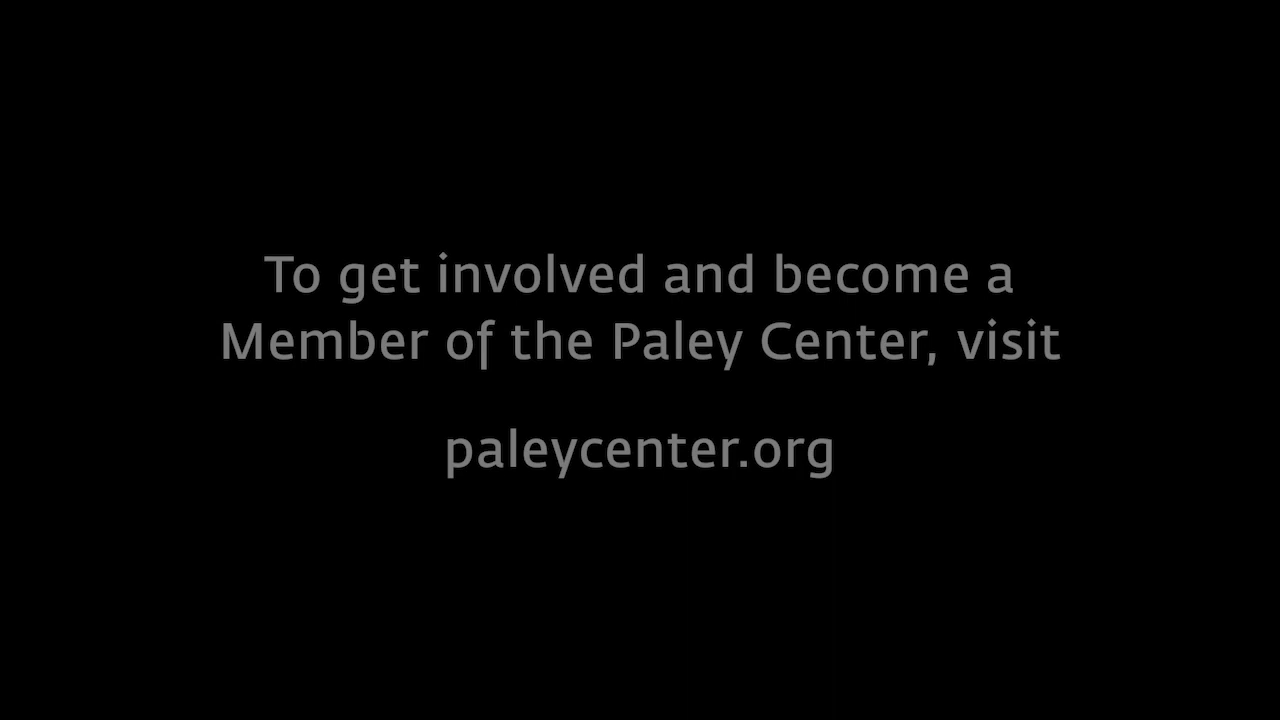 To get involved and become a
Member of the Paley Center, visit
paleycenter.org